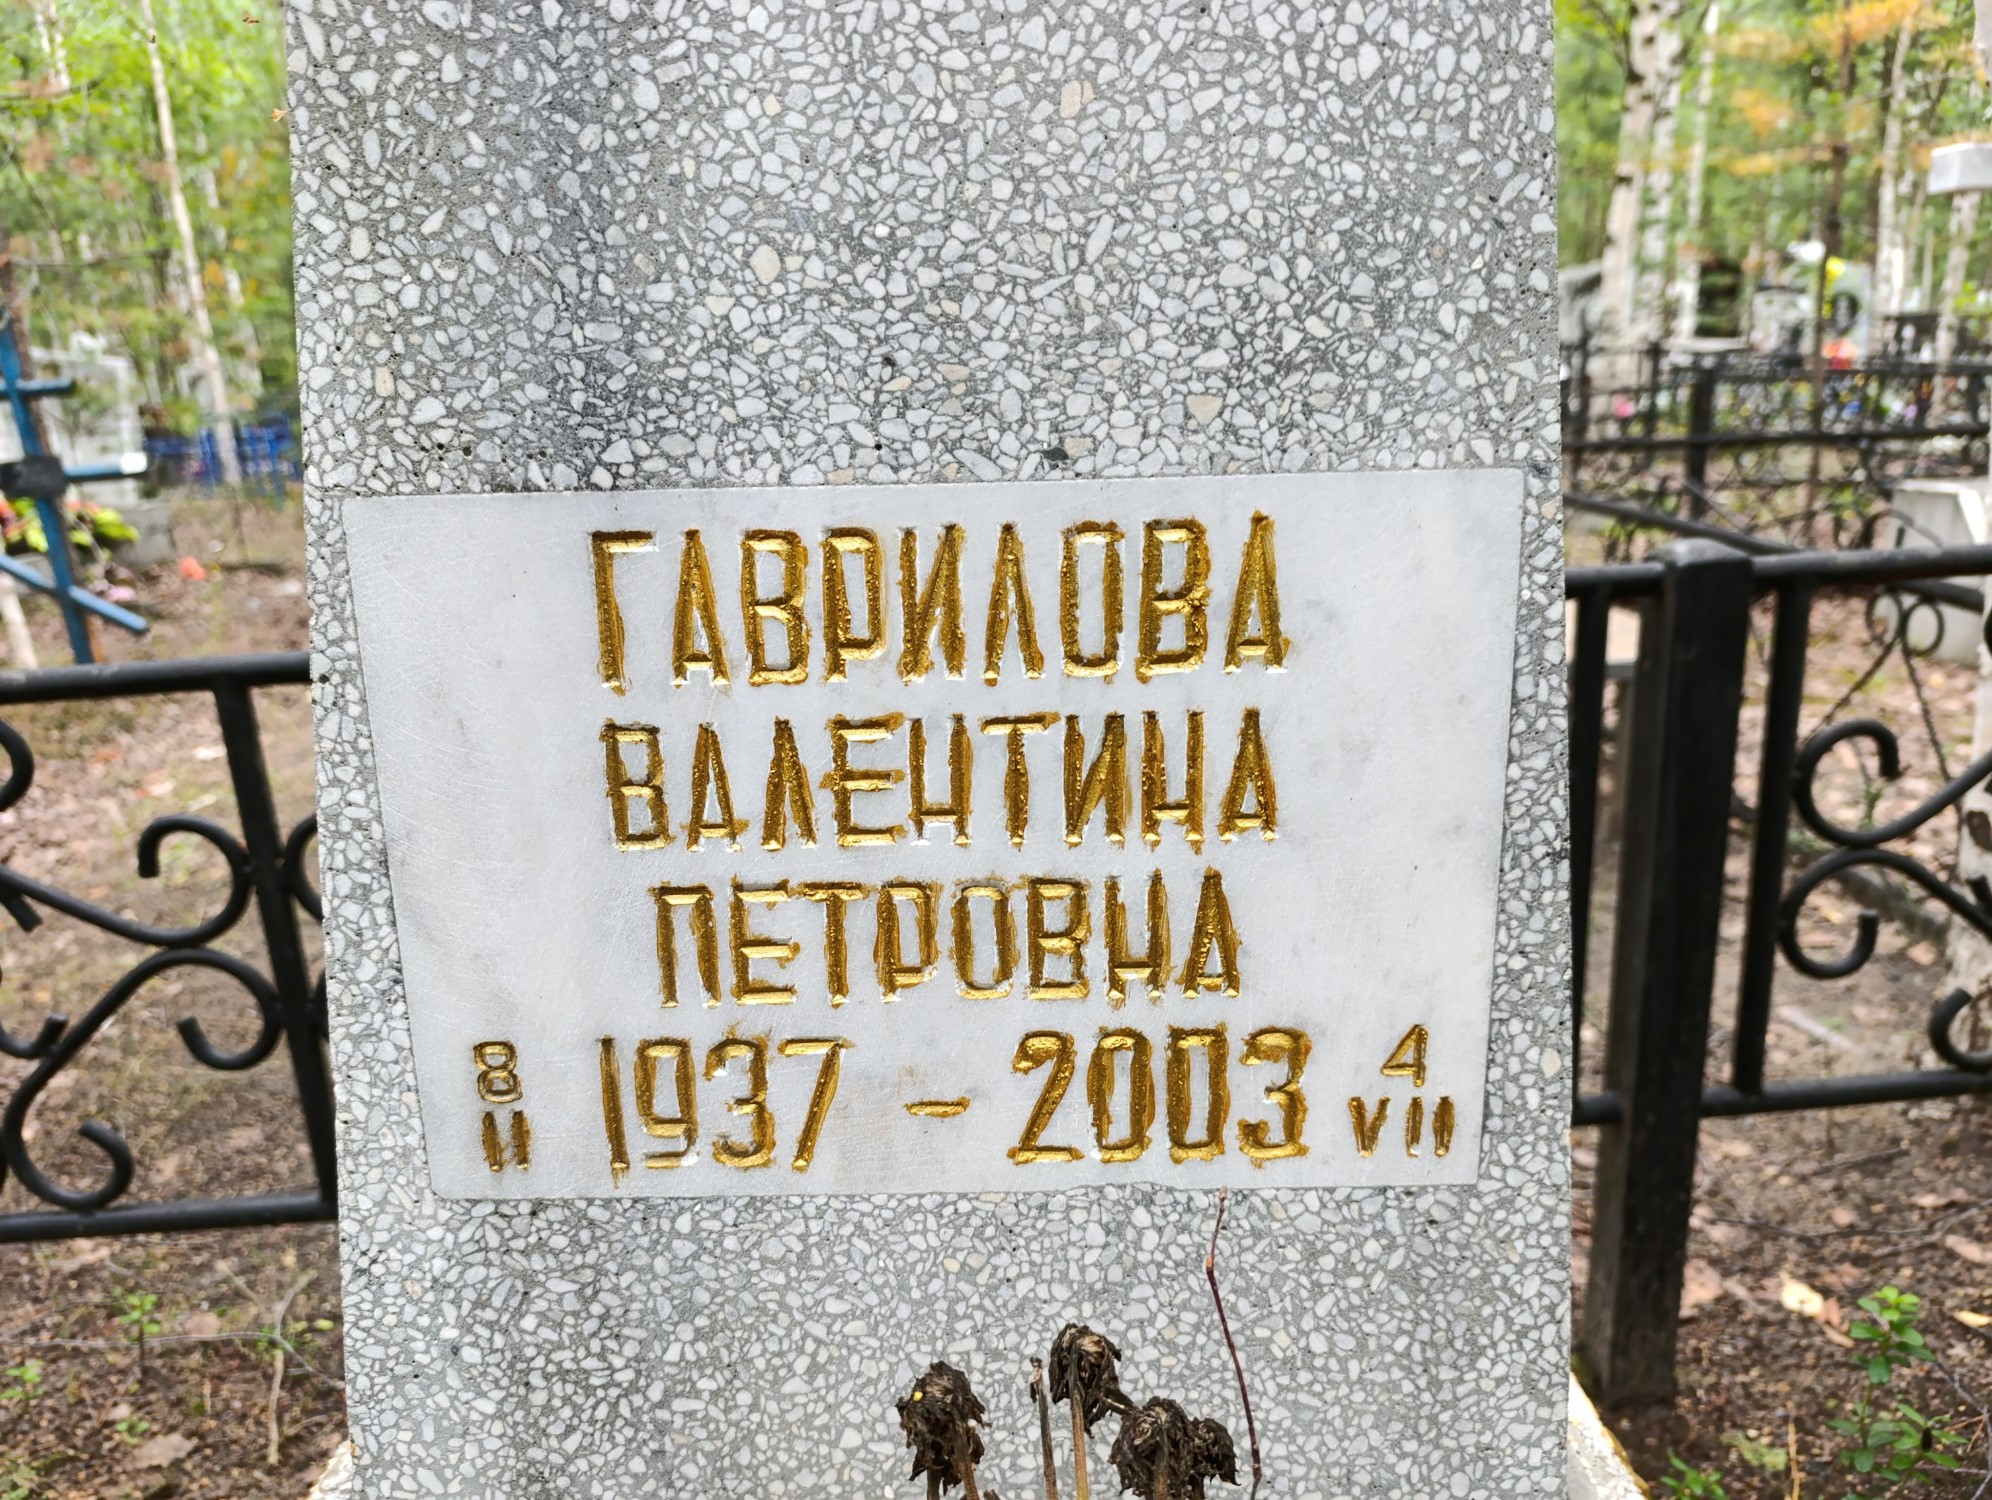 ГАВРИЛОВА
ВАЛЕНТИНА
ПЕТРОВНА
8 II 1937 - 2003 4 VII